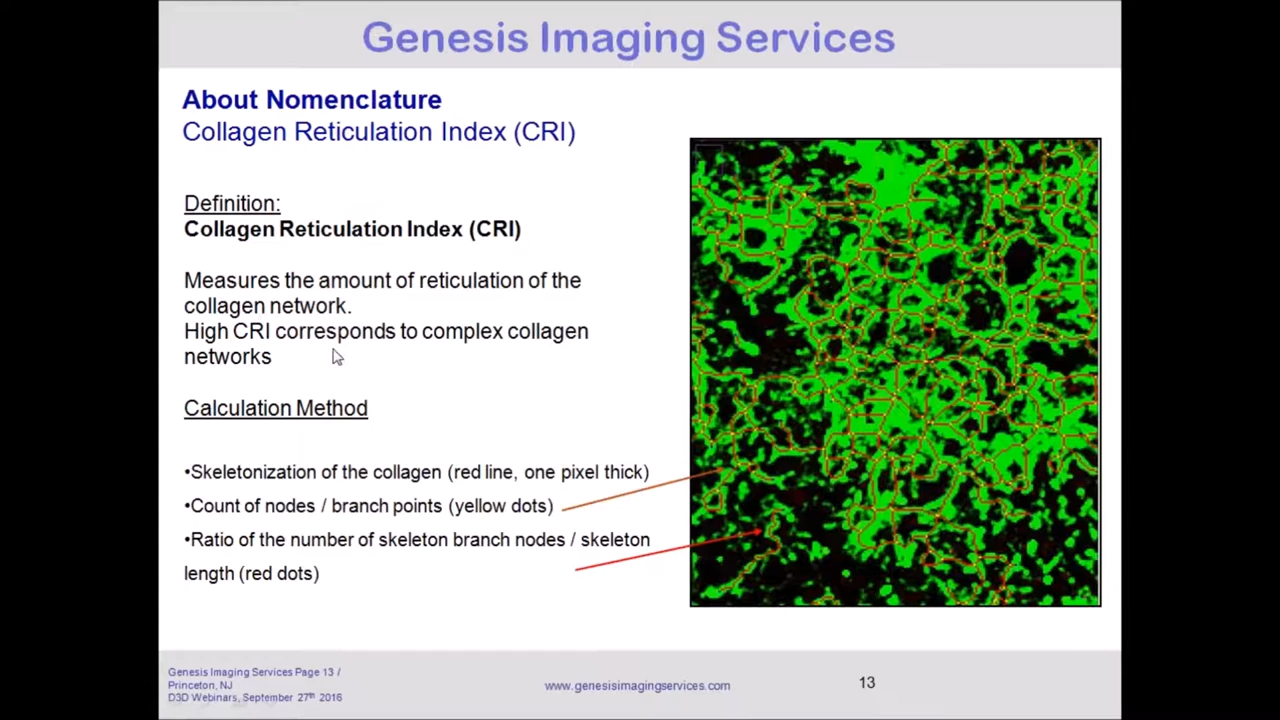 Genesis Imaging Services
About Nomenclature
Collagen Reticulation Index (CRI)
Definition:
Collagen Reticulation Index (CRI)
Measures the amount of reticulation of the
collagen network.
High CRI corresponds to complex collagen
networks
Calculation Method
•Skeletonization of the collagen (red line, one pixel thick)
•Count of nodes / branch points (yellow dots)
•Ratio of the number of skeleton branch nodes / skeleton
length (red dots)
Genesis Imaging Services Page 13 /
Princeton, NJ
D3D Webinars, September 27th 2016
www.genesisimagingservices.com
13